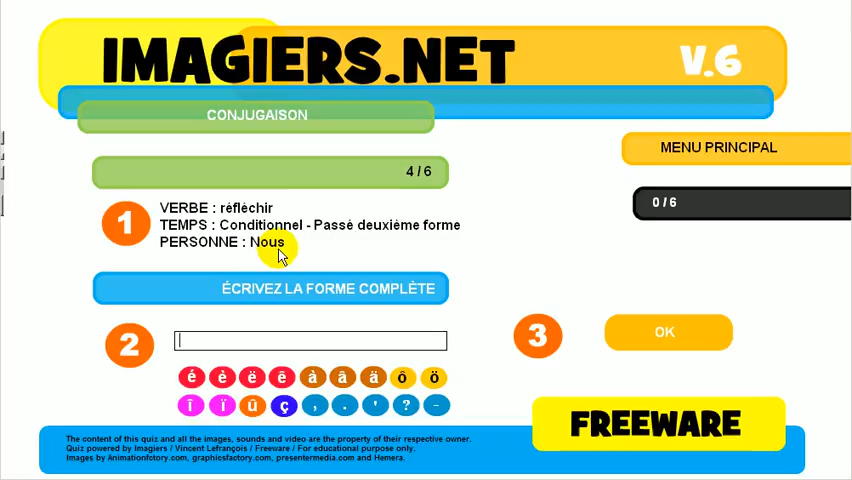 IMAGIERS.NET
V.6
CONJUGAISON
MENU PRINCIPAL
4 / 6
0 / 6
1
VERBE : réfléchir
TEMPS : Conditionnel - Passé deuxième forme
PERSONNE : Nous
ÉCRIVEZ LA FORME COMPLÈTE
2
3
OK
é è ë ê à â ä ô ö
î ï û ç , . ' ? -
FREEWARE
The content of this quiz and all the images, sounds and video are the property of their respective owner.
Quiz powered by Imagiers / Vincent Lefrançois / Freeware / For educational purpose only.
Images by Animationfctory.com, graphicsfactory.com, presentermedia.com and Hemera.